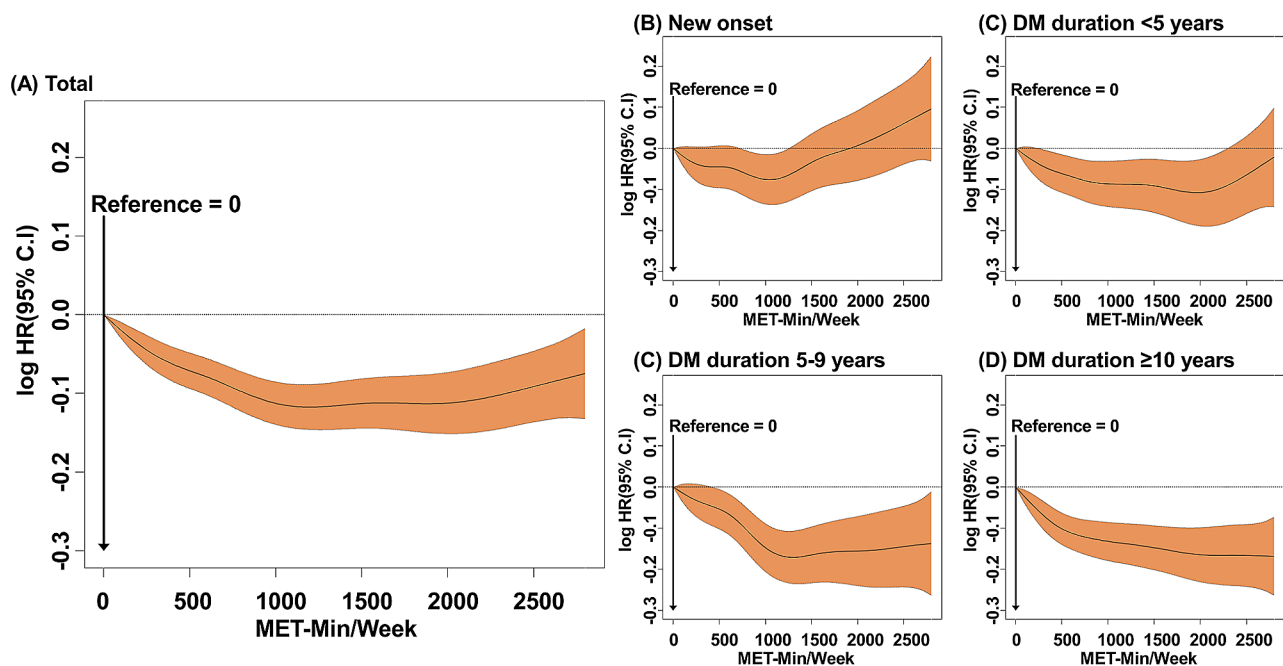 (A) Total
log HR(95% C.I)
0.2
0.1
0.0
-0.1
-0.2
-0.3
Reference = 0
0 500 1000 1500 2000 2500
MET-Min/Week
(B) New onset
log HR(95% C.I)
0.2
0.1
0.0
-0.1
-0.2
-0.3
Reference = 0
0 500 1000 1500 2000 2500
MET-Min/Week
(C) DM duration <5 years
log HR(95% C.I)
0.2
0.1
0.0
-0.1
-0.2
-0.3
Reference = 0
0 500 1000 1500 2000 2500
MET-Min/Week
(C) DM duration 5-9 years
log HR(95% C.I)
0.2
0.1
0.0
-0.1
-0.2
-0.3
Reference = 0
0 500 1000 1500 2000 2500
MET-Min/Week
(D) DM duration ≥10 years
log HR(95% C.I)
0.2
0.1
0.0
-0.1
-0.2
-0.3
Reference = 0
0 500 1000 1500 2000 2500
MET-Min/Week